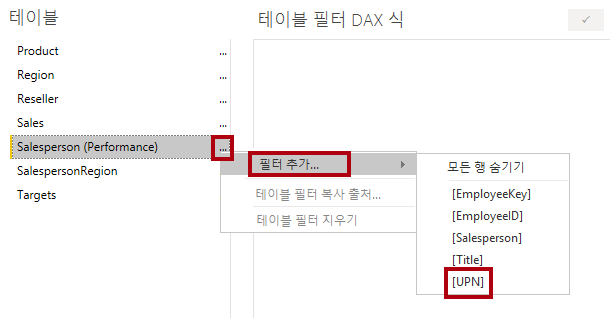 테이블
테이블 필터 DAX 식
✓
Product ...
Region ...
Reseller ...
Sales ...
Salesperson (Performance) ...
SalespersonRegion
Targets
필터 추가...
테이블 필터 복사 출처...
테이블 필터 지우기
모든 행 숨기기
[EmployeeKey]
[EmployeeID]
[Salesperson]
[Title]
[UPN]